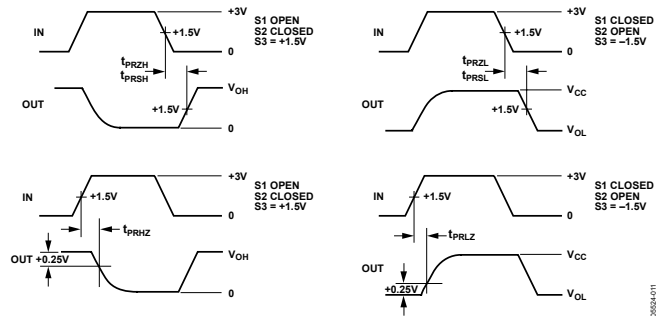 +3V
IN
+1.5V
0
S1 OPEN
S2 CLOSED
S3 = +1.5V
tPRZH
tPRSH
OUT
+1.5V
VOH
0
+3V
IN
+1.5V
0
S1 CLOSED
S2 OPEN
S3 = –1.5V
tPRZL
tPRSL
OUT
+1.5V
VCC
VOL
+3V
IN
+1.5V
0
S1 OPEN
S2 CLOSED
S3 = +1.5V
tPRHZ
OUT +0.25V
VOH
0
+3V
IN
+1.5V
0
S1 CLOSED
S2 OPEN
S3 = –1.5V
tPRLZ
OUT
+0.25V
VCC
VOL
05524-011